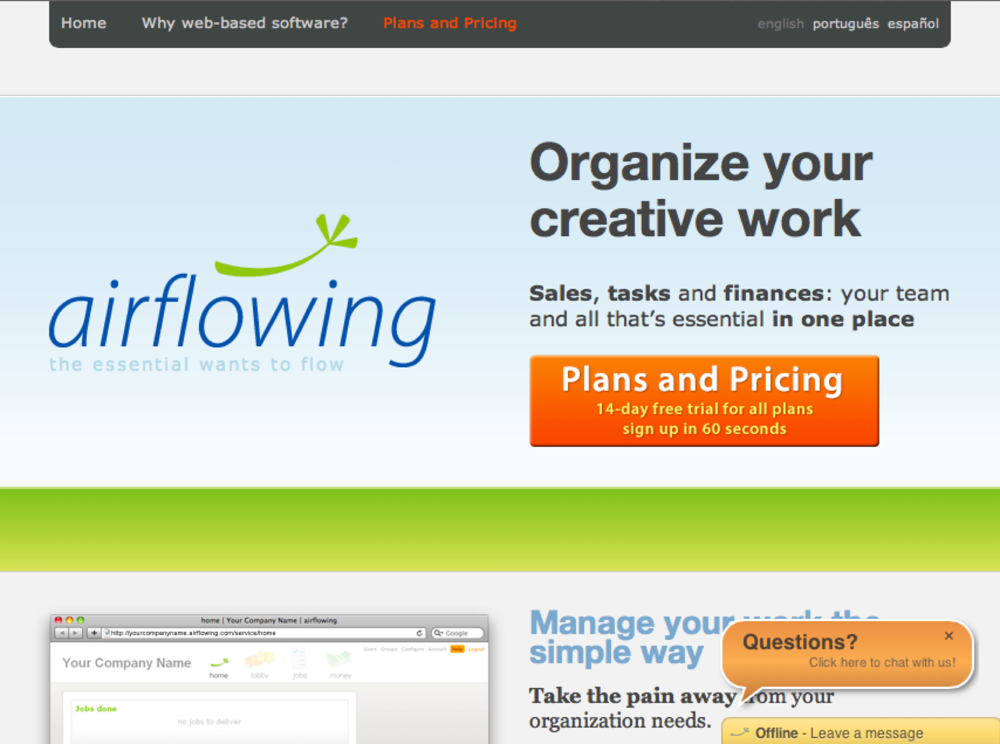 Home Why web-based software? Plans and Pricing english português español
airflowing
the essential wants to flow
Organize your
creative work
Sales, tasks and finances: your team
and all that's essential in one place
Plans and Pricing
14-day free trial for all plans
sign up in 60 seconds
home | Your Company Name | airflowing
http://yourcompanyname.airflowing.com/service/home
Google
Users Groups Configure Account Help Logout
Your Company Name
home lobby jobs money
Jobs done
no jobs to deliver
Manage your work the
simple way
Take the pain away from your
organization needs.
Questions?
Click here to chat with us!
Offline - Leave a message